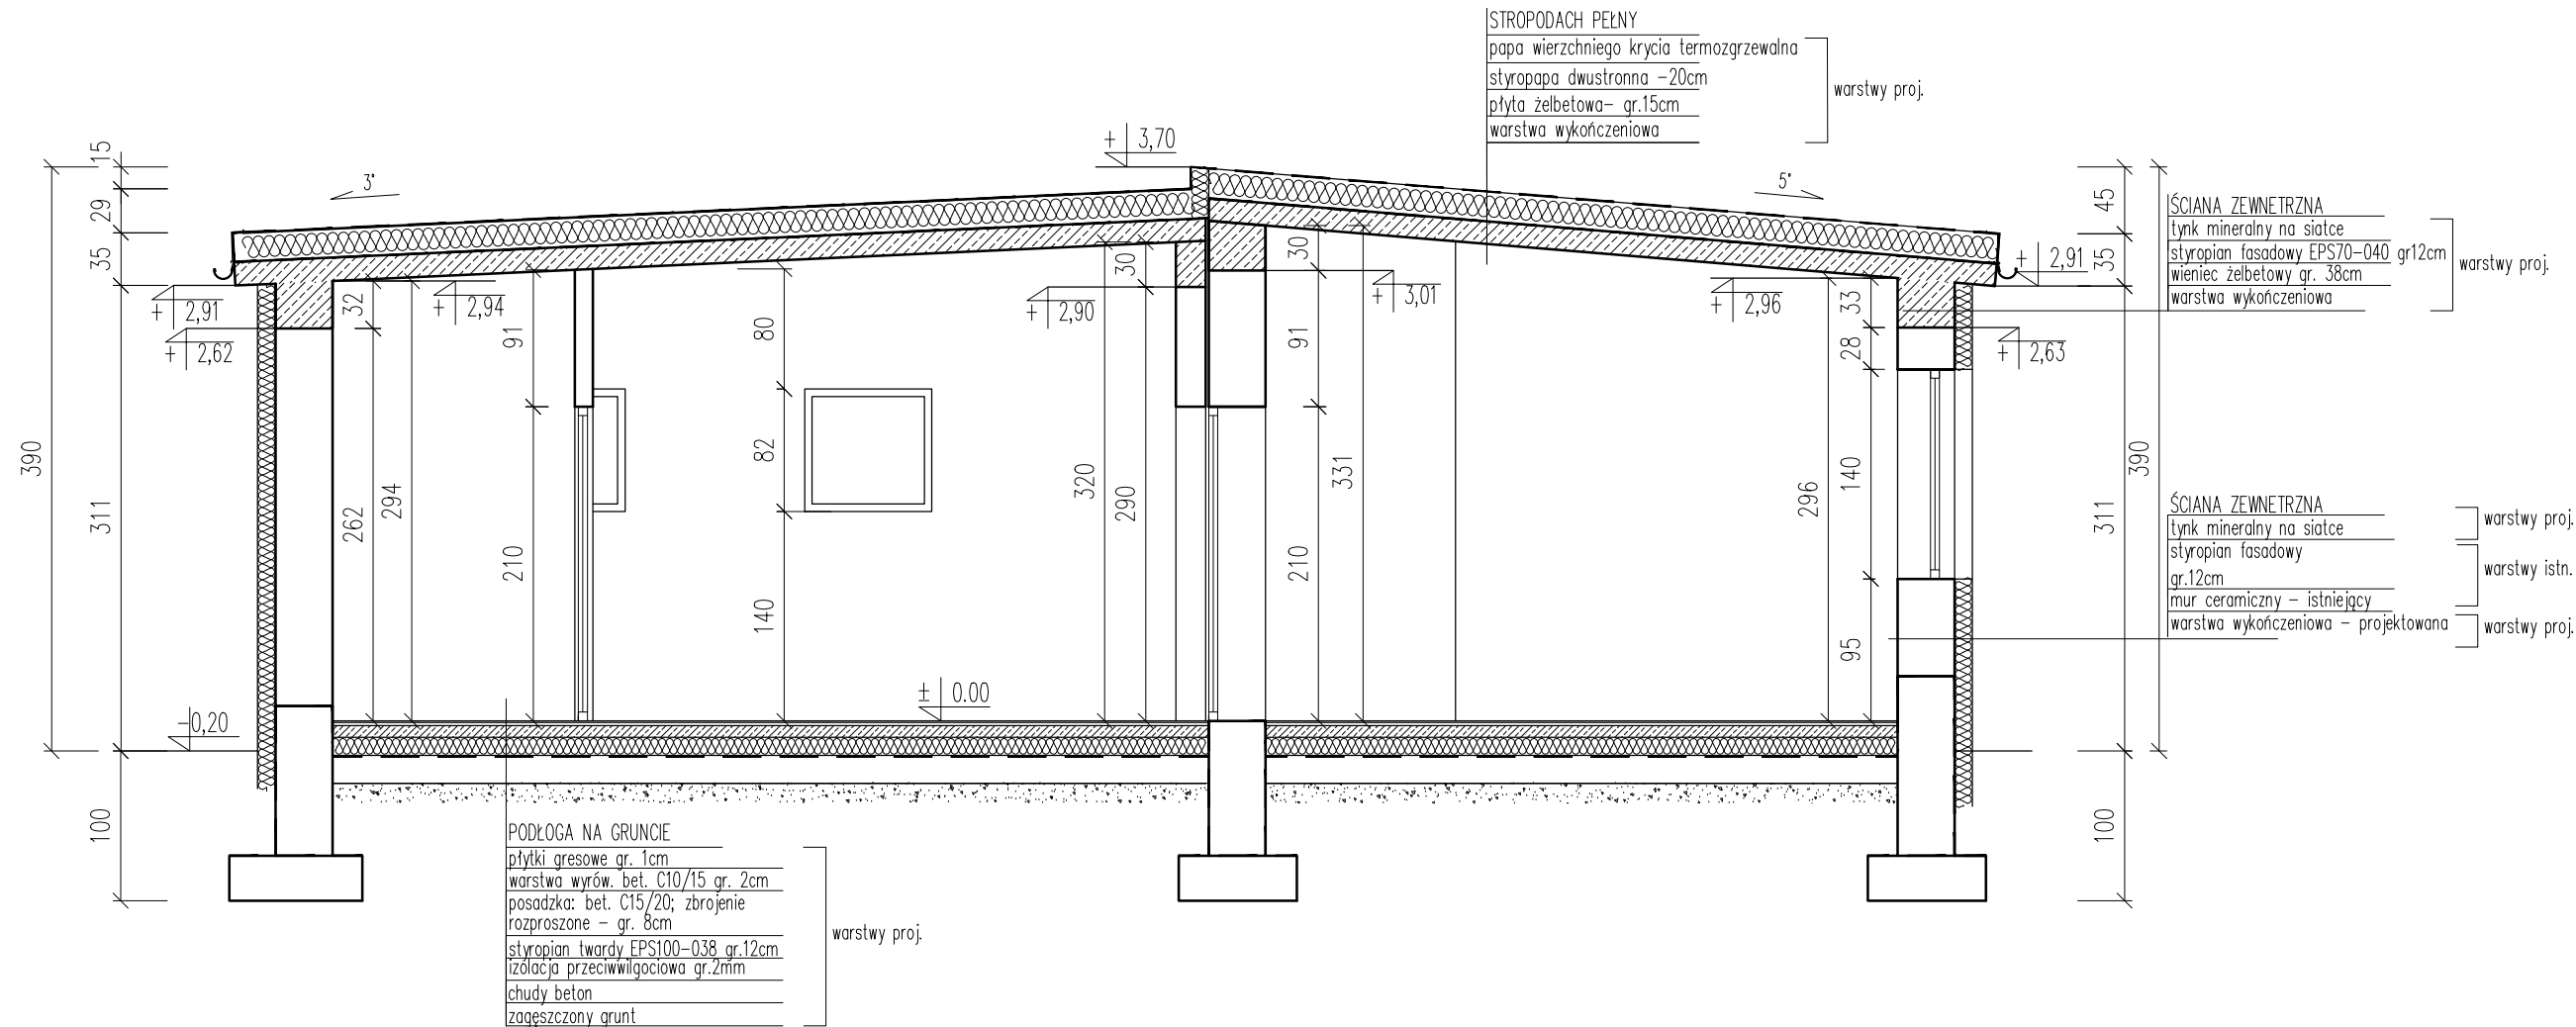 STROPODACH PEŁNY
papa wierzchniego krycia termozgrzewalna
styropapa dwustronna -20cm
płyta żelbetowa- gr.15cm
warstwa wykończeniowa
warstwy proj.
+ 3,70
3°
5°
15
29
35
390
311
100
+ 2,91
+ 2,62
-0,20
32
+ 2,94
262
294
91
210
80
82
140
+ 2,90
30
320
290
± 0.00
30
+ 3,01
91
331
210
+ 2,96
33
28
296
140
95
+ 2,91
+ 2,63
45
35
390
311
100
ŚCIANA ZEWNETRZNA
tynk mineralny na siatce
styropian fasadowy EPS70-040 gr12cm
wieniec żelbetowy gr. 38cm
warstwa wykończeniowa
warstwy proj.
ŚCIANA ZEWNETRZNA
tynk mineralny na siatce
styropian fasadowy
gr.12cm
mur ceramiczny - istniejący
warstwa wykończeniowa - projektowana
warstwy proj.
warstwy istn.
warstwy proj.
PODŁOGA NA GRUNCIE
płytki gresowe gr. 1cm
warstwa wyrów. bet. C10/15 gr. 2cm
posadzka: bet. C15/20; zbrojenie
rozproszone - gr. 8cm
styropian twardy EPS100-038 gr.12cm
izolacja przeciwwilgociowa gr.2mm
chudy beton
zagęszczony grunt
warstwy proj.